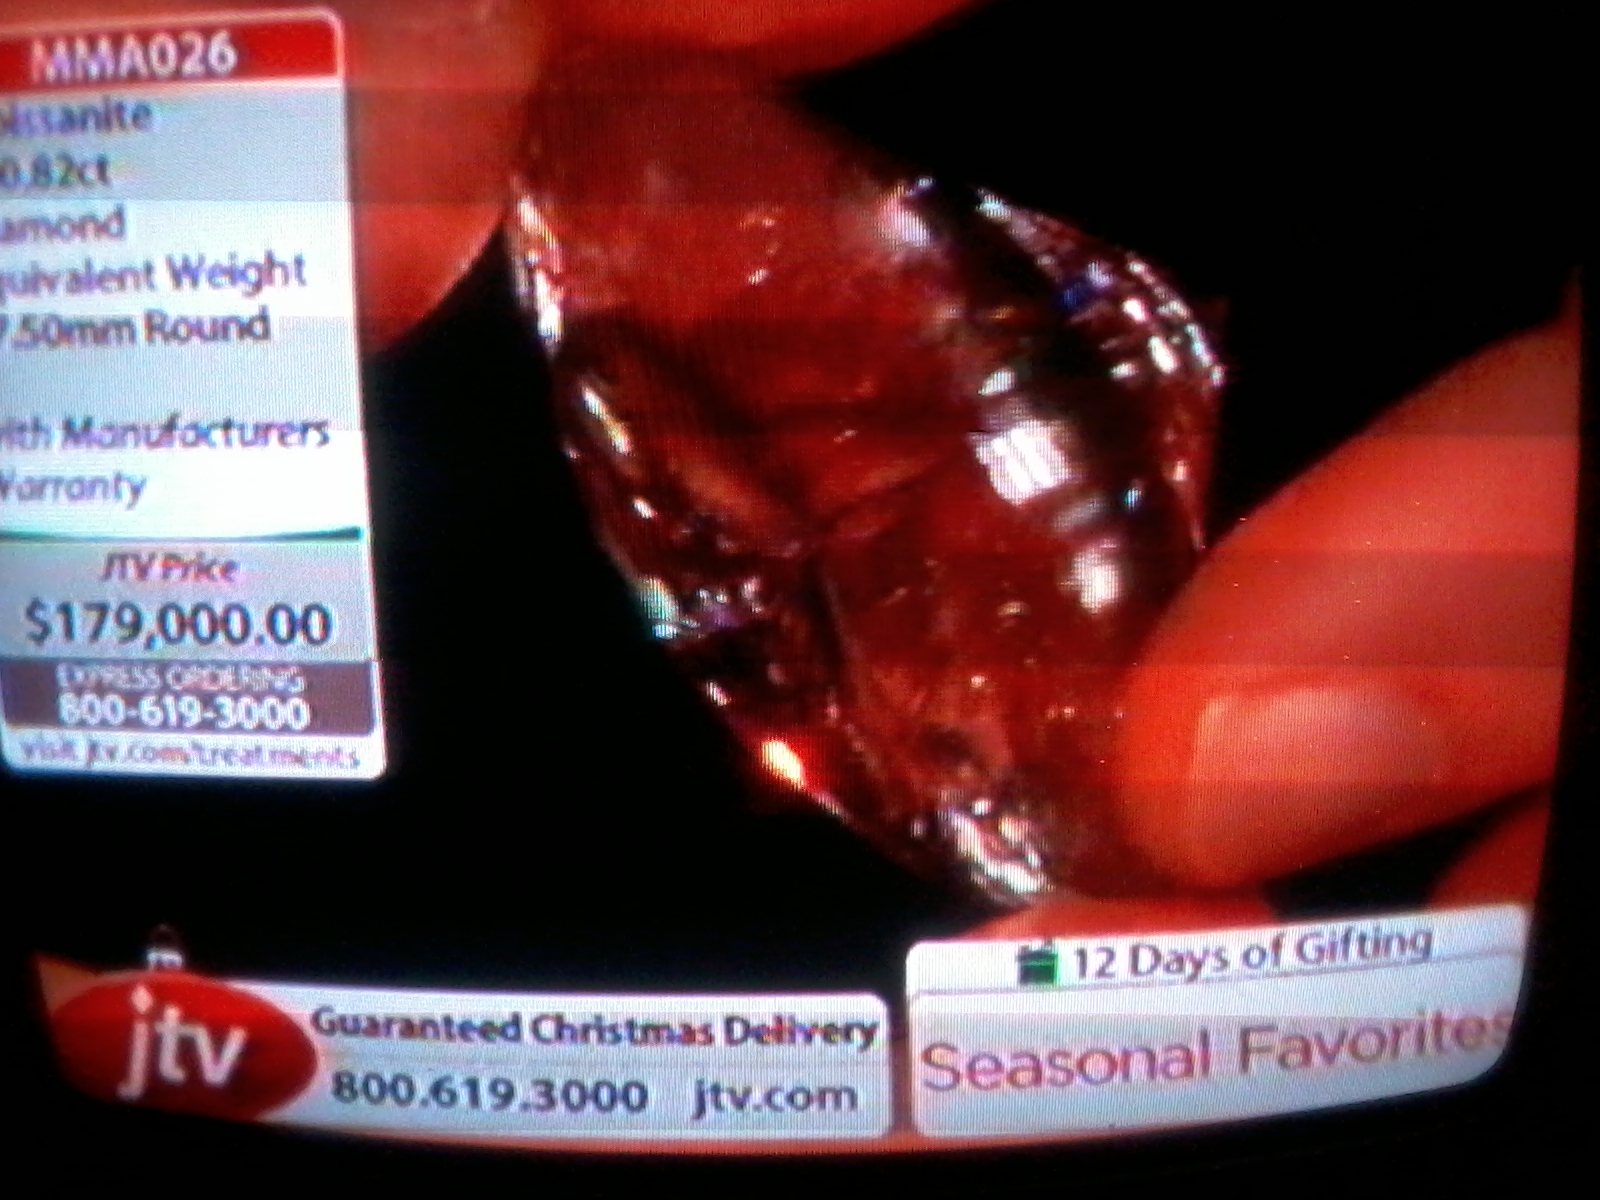 MMA026
oissanite
0.82ct
amond
quivalent Weight
7.50mm Round
ith Manufacturers
Warranty
JTV Price
$179,000.00
EXPRESS ORDERING
800-619-3000
visit jtv.com/treatments
jtv
Guaranteed Christmas Delivery
800.619.3000 jtv.com
12 Days of Gifting
Seasonal Favorites